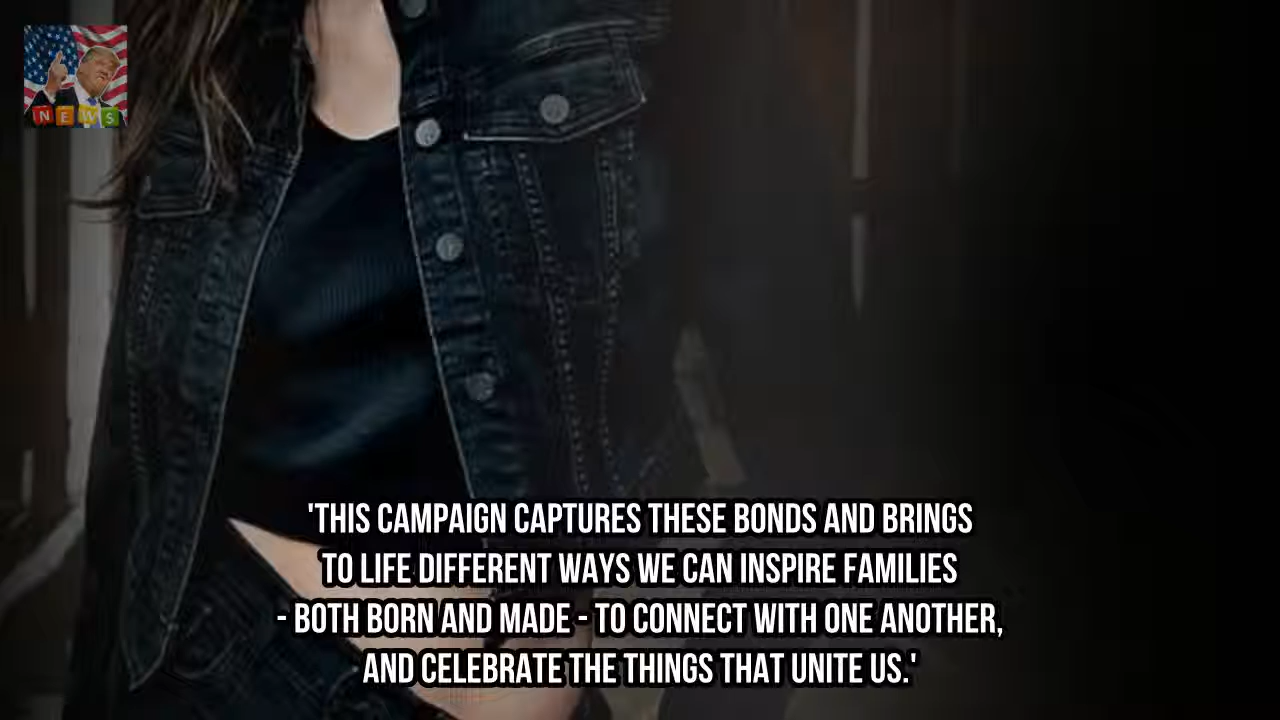 NEWS
'THIS CAMPAIGN CAPTURES THESE BONDS AND BRINGS
TO LIFE DIFFERENT WAYS WE CAN INSPIRE FAMILIES
- BOTH BORN AND MADE - TO CONNECT WITH ONE ANOTHER,
AND CELEBRATE THE THINGS THAT UNITE US.'